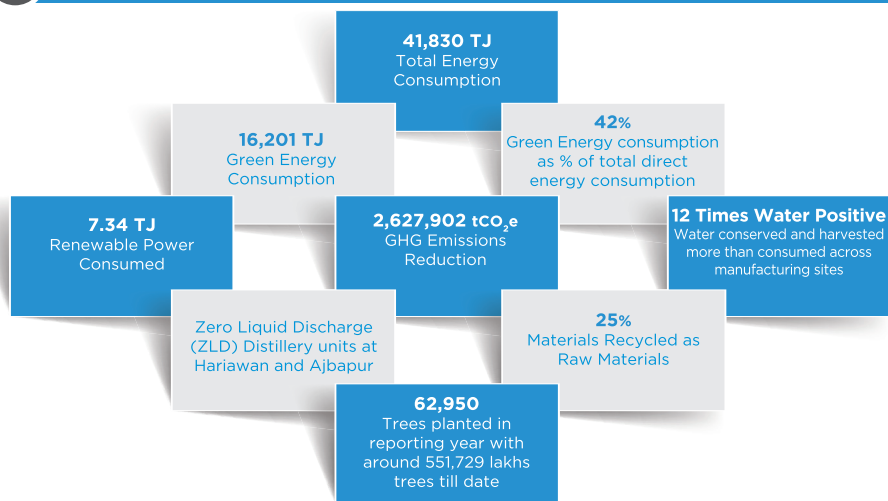 41,830 TJ
Total Energy
Consumption
16,201 TJ
Green Energy
Consumption
42%
Green Energy consumption
as % of total direct
energy consumption
7.34 TJ
Renewable Power
Consumed
2,627,902 tCO₂e
GHG Emissions
Reduction
12 Times Water Positive
Water conserved and harvested
more than consumed across
manufacturing sites
Zero Liquid Discharge
(ZLD) Distillery units at
Hariawan and Ajbapur
25%
Materials Recycled as
Raw Materials
62,950
Trees planted in
reporting year with
around 551,729 lakhs
trees till date